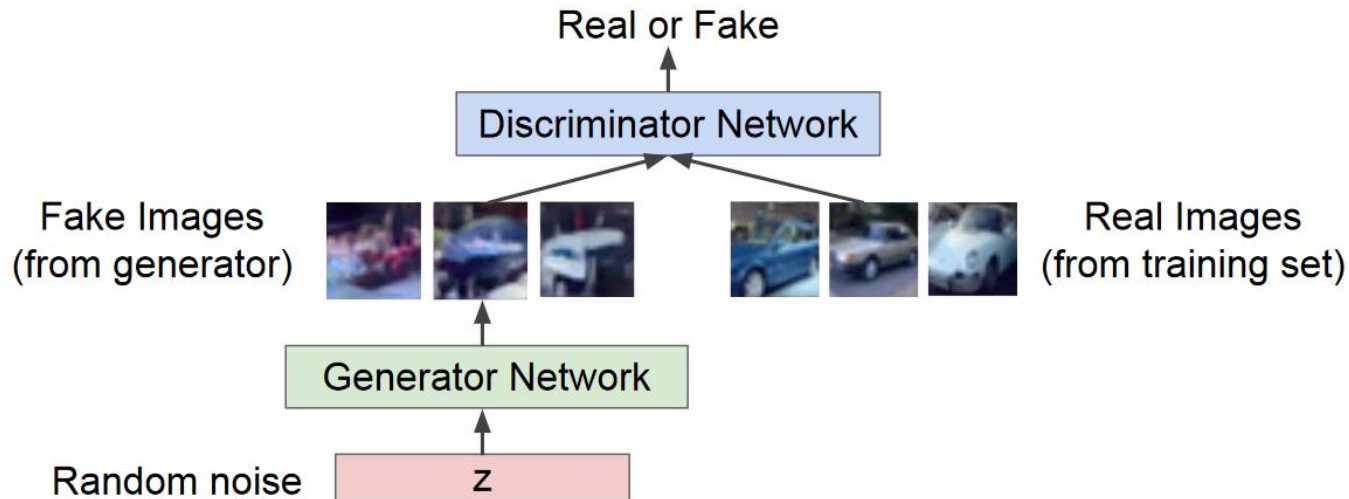 Real or Fake
Discriminator Network
Fake Images
(from generator)
Real Images
(from training set)
Generator Network
Random noise
z